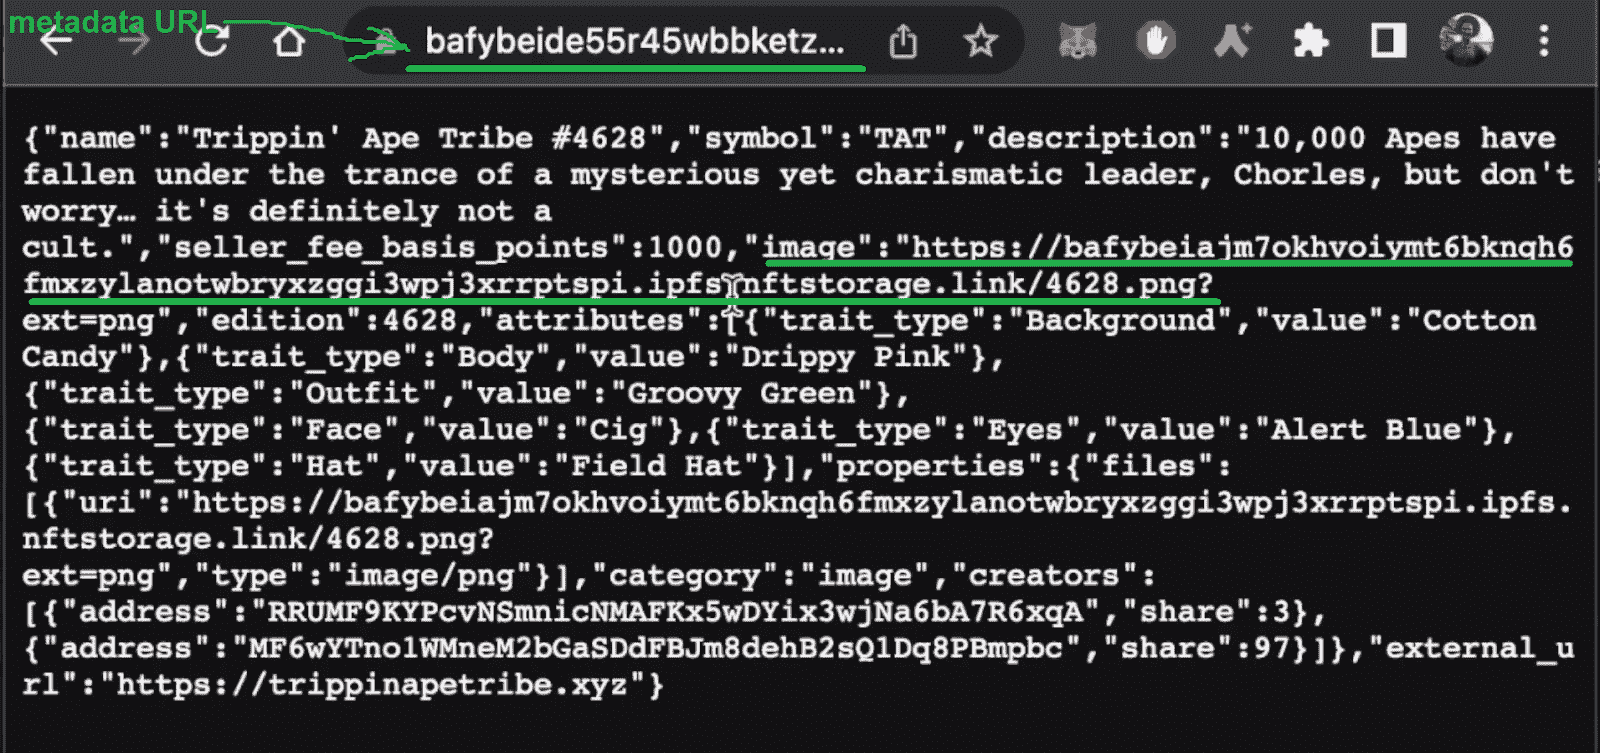 metadata URL
bafybeide55r45wbbketz...
{"name":"Trippin' Ape Tribe #4628","symbol":"TAT","description":"10,000 Apes have
fallen under the trance of a mysterious yet charismatic leader, Chorles, but don't
worry… it's definitely not a
cult.","seller_fee_basis_points":1000,"image":"https://bafybeiajm7okhvoiymt6bknqh6
fmxzylanotwbryxzggi3wpj3xrrptspi.ipfs.nftstorage.link/4628.png?
ext=png","edition":4628,"attributes":[{"trait_type":"Background","value":"Cotton
Candy"},{"trait_type":"Body","value":"Drippy Pink"},
{"trait_type":"Outfit","value":"Groovy Green"},
{"trait_type":"Face","value":"Cig"},{"trait_type":"Eyes","value":"Alert Blue"},
{"trait_type":"Hat","value":"Field Hat"}],"properties":{"files":
[{"uri":"https://bafybeiajm7okhvoiymt6bknqh6fmxzylanotwbryxzggi3wpj3xrrptspi.ipfs.
nftstorage.link/4628.png?
ext=png","type":"image/png"}],"category":"image","creators":
[{"address":"RRUMF9KYPcvNSmnicNMAFKx5wDYix3wjNa6bA7R6xqA","share":3},
{"address":"MF6wYTno1WMneM2bGaSDdFBJm8dehB2sQ1Dq8PBmpbc","share":97}]},"external_u
rl":"https://trippinapetribe.xyz"}